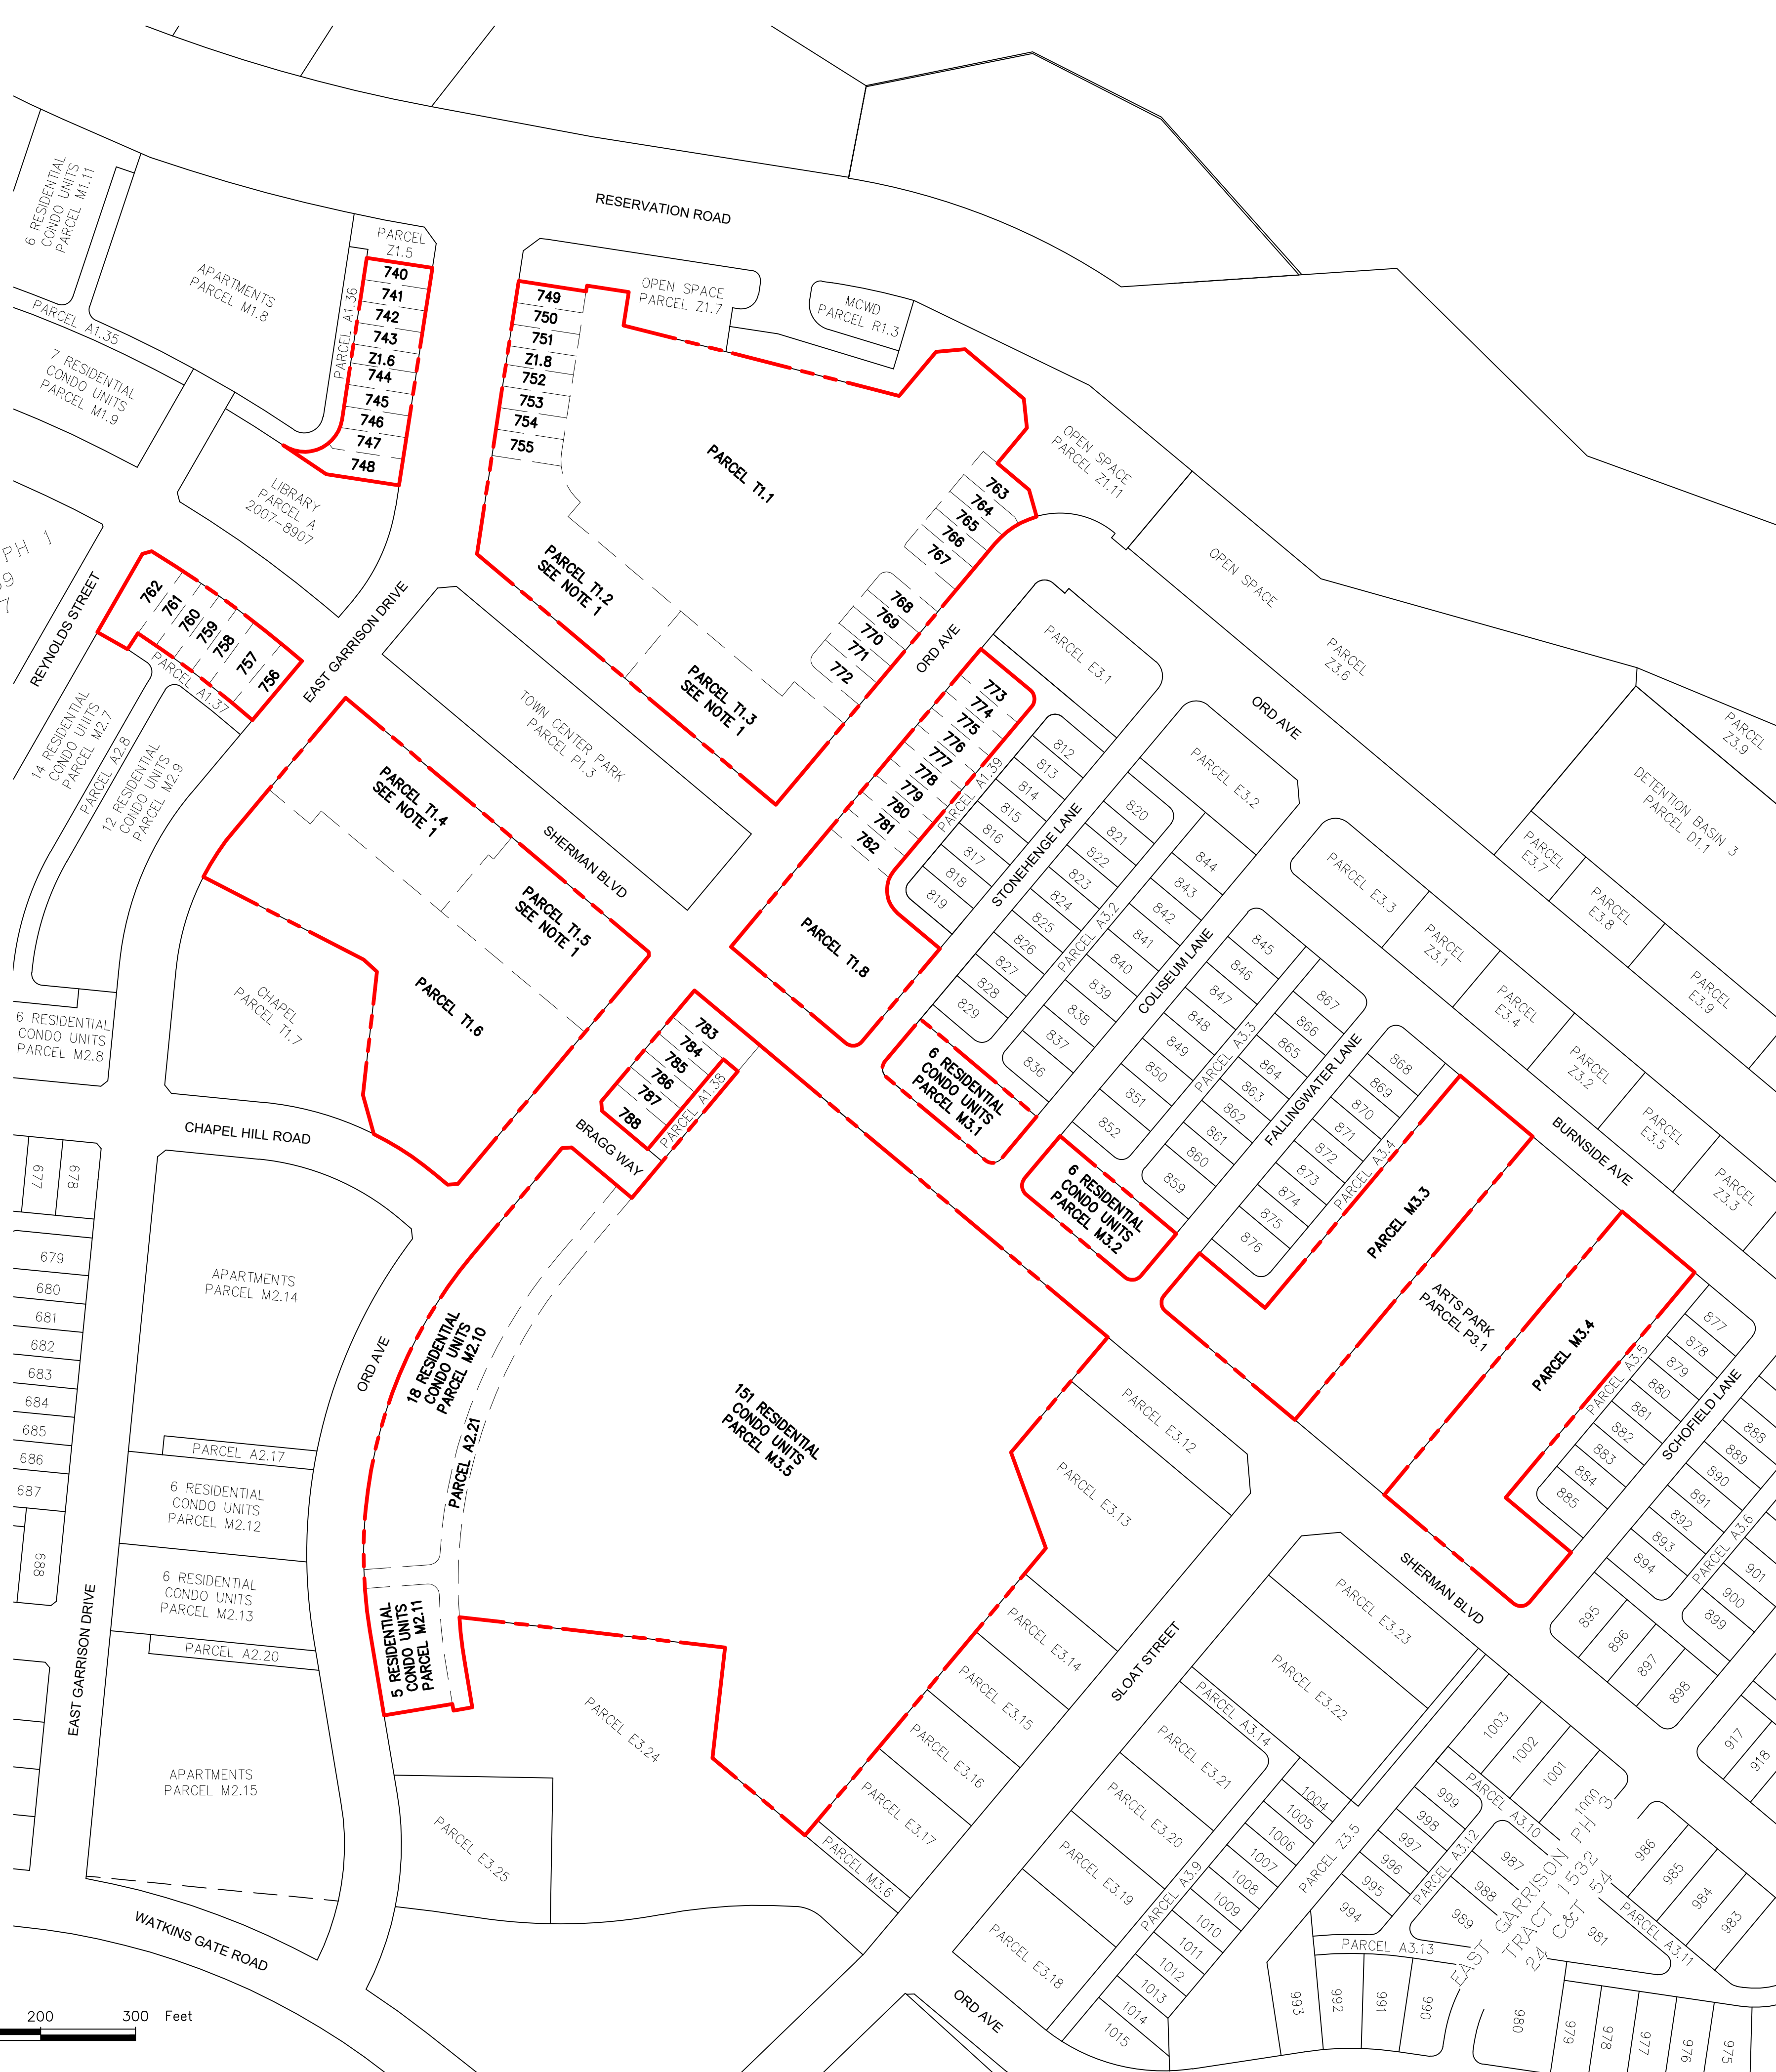 RESERVATION ROAD
6 RESIDENTIAL
CONDO UNITS
PARCEL M1.11
APARTMENTS
PARCEL M1.8
PARCEL A1.35
7 RESIDENTIAL
CONDO UNITS
PARCEL M1.9
PARCEL
Z1.5
PARCEL A1.36
740
741
742
743
Z1.6
744
745
746
747
748
LIBRARY
PARCEL A
2007-8907
OPEN SPACE
PARCEL Z1.7
MCWD
PARCEL R1.3
749
750
751
Z1.8
752
753
754
755
PARCEL T1.1
PARCEL T1.2
SEE NOTE 1
PARCEL T1.3
SEE NOTE 1
763
764
765
766
767
768
769
770
771
772
OPEN SPACE
PARCEL Z1.11
OPEN SPACE
PARCEL
Z3.6
PARCEL
Z3.9
DETENTION BASIN 3
PARCEL D1.1
PH 1
REYNOLDS STREET
762
761
760
759
758
757
756
PARCEL A1.37
EAST GARRISON DRIVE
14 RESIDENTIAL
CONDO UNITS
PARCEL M2.7
PARCEL A2.8
12 RESIDENTIAL
CONDO UNITS
PARCEL M2.9
6 RESIDENTIAL
CONDO UNITS
PARCEL M2.8
TOWN CENTER PARK
PARCEL P1.3
SHERMAN BLVD
PARCEL T1.4
SEE NOTE 1
PARCEL T1.5
SEE NOTE 1
PARCEL T1.6
CHAPEL
PARCEL T1.7
CHAPEL HILL ROAD
ORD AVE
773
774
775
776
777
778
779
780
781
782
PARCEL A1.39
PARCEL T1.8
PARCEL E3.1
812
813
814
815
816
817
818
819
STONEHENGE LANE
ORD AVE
PARCEL E3.2
820
821
822
823
824
825
826
827
828
829
PARCEL A3.2
844
843
842
841
840
839
838
837
836
COLISEUM LANE
845
846
847
848
849
850
851
852
PARCEL A3.3
867
866
865
864
863
862
861
860
859
FALLINGWATER LANE
868
869
870
871
872
873
874
875
876
PARCEL A3.4
PARCEL E3.3
PARCEL
Z3.1
PARCEL
E3.4
PARCEL
Z3.2
PARCEL
E3.5
PARCEL
Z3.3
PARCEL
E3.7
PARCEL
E3.8
PARCEL
E3.9
BURNSIDE AVE
783
784
785
786
787
788
PARCEL A1.38
BRAGG WAY
6 RESIDENTIAL
CONDO UNITS
PARCEL M3.1
6 RESIDENTIAL
CONDO UNITS
PARCEL M3.2
PARCEL M3.3
ARTS PARK
PARCEL P3.1
PARCEL M3.4
PARCEL A3.5
877
878
879
880
881
882
883
884
885
SCHOFIELD LANE
888
889
890
891
892
893
894
PARCEL A3.6
901
900
899
895
896
897
898
917
918
677
678
679
680
681
682
683
684
685
686
687
688
EAST GARRISON DRIVE
APARTMENTS
PARCEL M2.14
PARCEL A2.17
6 RESIDENTIAL
CONDO UNITS
PARCEL M2.12
6 RESIDENTIAL
CONDO UNITS
PARCEL M2.13
PARCEL A2.20
APARTMENTS
PARCEL M2.15
ORD AVE
18 RESIDENTIAL
CONDO UNITS
PARCEL M2.10
PARCEL A2.21
5 RESIDENTIAL
CONDO UNITS
PARCEL M2.11
151 RESIDENTIAL
CONDO UNITS
PARCEL M3.5
PARCEL E3.12
PARCEL E3.13
PARCEL E3.14
PARCEL E3.15
PARCEL E3.16
PARCEL E3.17
PARCEL M3.6
PARCEL E3.24
PARCEL E3.25
SLOAT STREET
SHERMAN BLVD
PARCEL E3.23
PARCEL E3.22
PARCEL A3.14
PARCEL E3.21
PARCEL E3.20
PARCEL E3.19
PARCEL E3.18
PARCEL A3.9
1004
1005
1006
1007
1008
1009
1010
1011
1012
1013
1014
1015
PARCEL Z3.5
1003
1002
1001
1000
PARCEL A3.10
999
998
997
996
995
994
PARCEL A3.12
987
988
989
981
PARCEL A3.13
993
992
991
990
EAST GARRISON PH 3
TRACT 1532
24 C&T 54
986
985
984
983
PARCEL A3.11
980
979
978
977
976
975
ORD AVE
WATKINS GATE ROAD
200
300 Feet